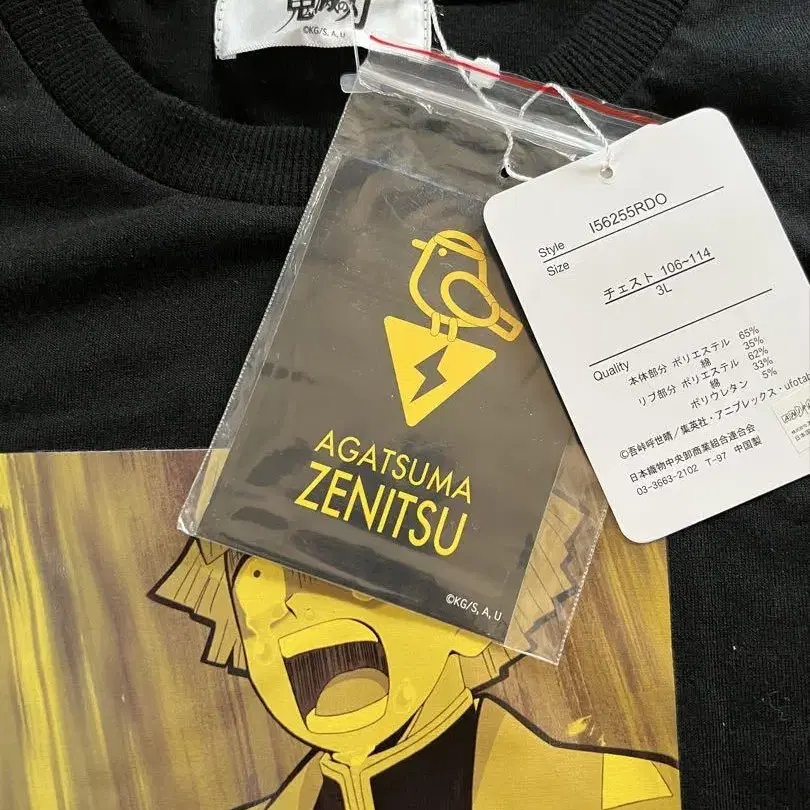 鬼滅の刃
©KG/S, A, U
AGATSUMA
ZENITSU
©KG/S, A, U
Style I56255RDO
Size
チェスト 106~114
3L
Quality
本体部分 ポリエステル 65%
綿 35%
リブ部分 ポリエステル 62%
綿 33%
ポリウレタン 5%
©吾峠呼世晴／集英社・アニプレックス・ufotab
日本織物中央卸商業組合連合会
03-3663-2102 T-97 中国製